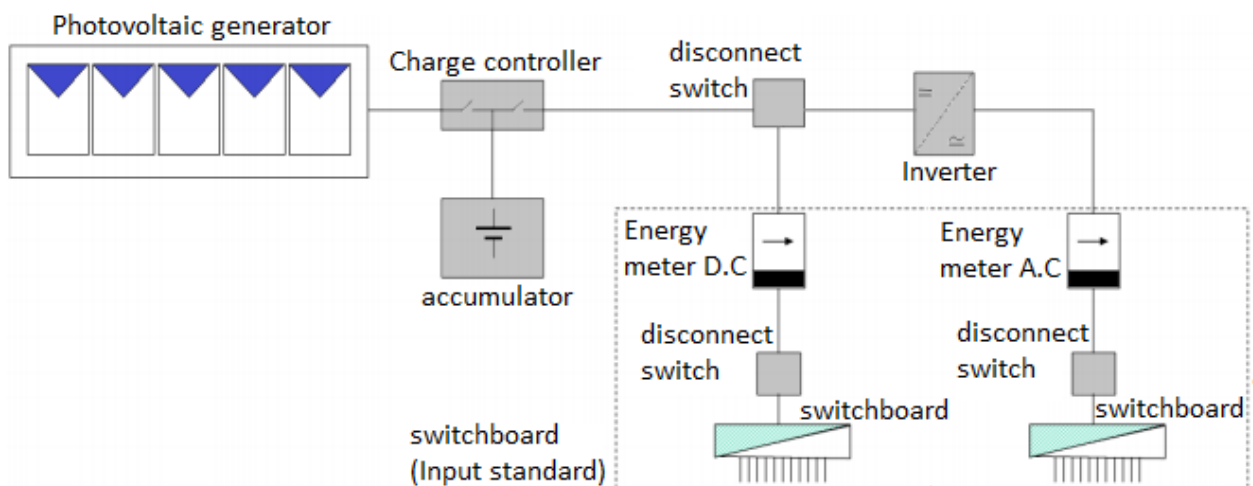 Photovoltaic generator
Charge controller
disconnect
switch
Inverter
accumulator
Energy
meter D.C
Energy
meter A.C
disconnect
switch
disconnect
switch
switchboard
switchboard
switchboard
(Input standard)